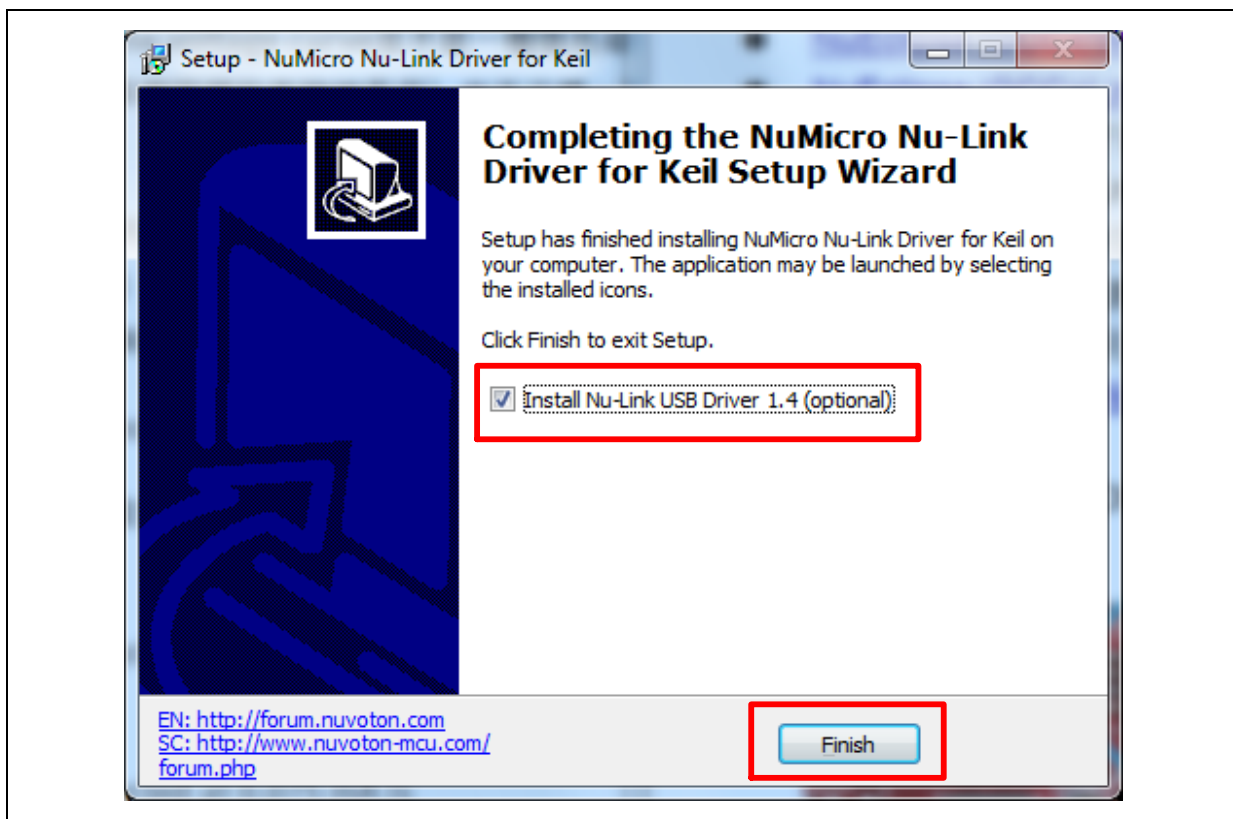 Setup - NuMicro Nu-Link Driver for Keil
Completing the NuMicro Nu-Link
Driver for Keil Setup Wizard
Setup has finished installing NuMicro Nu-Link Driver for Keil on
your computer. The application may be launched by selecting
the installed icons.
Click Finish to exit Setup.
Install Nu-Link USB Driver 1.4 (optional)
EN: http://forum.nuvoton.com
SC: http://www.nuvoton-mcu.com/
forum.php
Finish